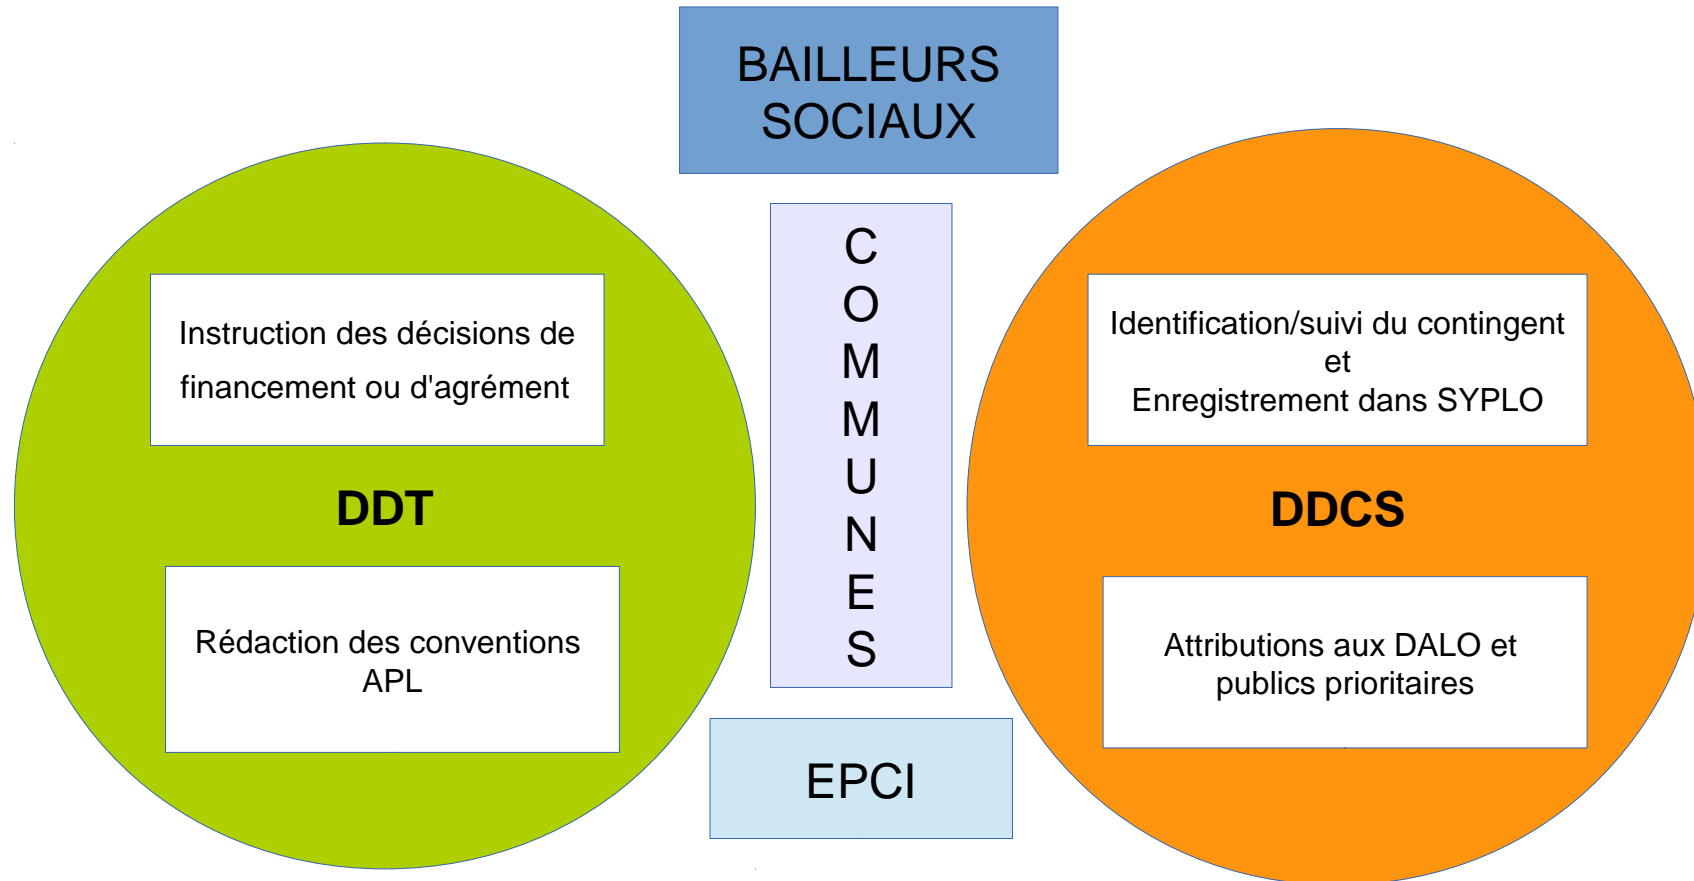 BAILLEURS
SOCIAUX
Instruction des décisions de
financement ou d'agrément
DDT
Rédaction des conventions
APL
C
O
M
M
U
N
E
S
EPCI
Identification/suivi du contingent
et
Enregistrement dans SYPLO
DDCS
Attributions aux DALO et
publics prioritaires